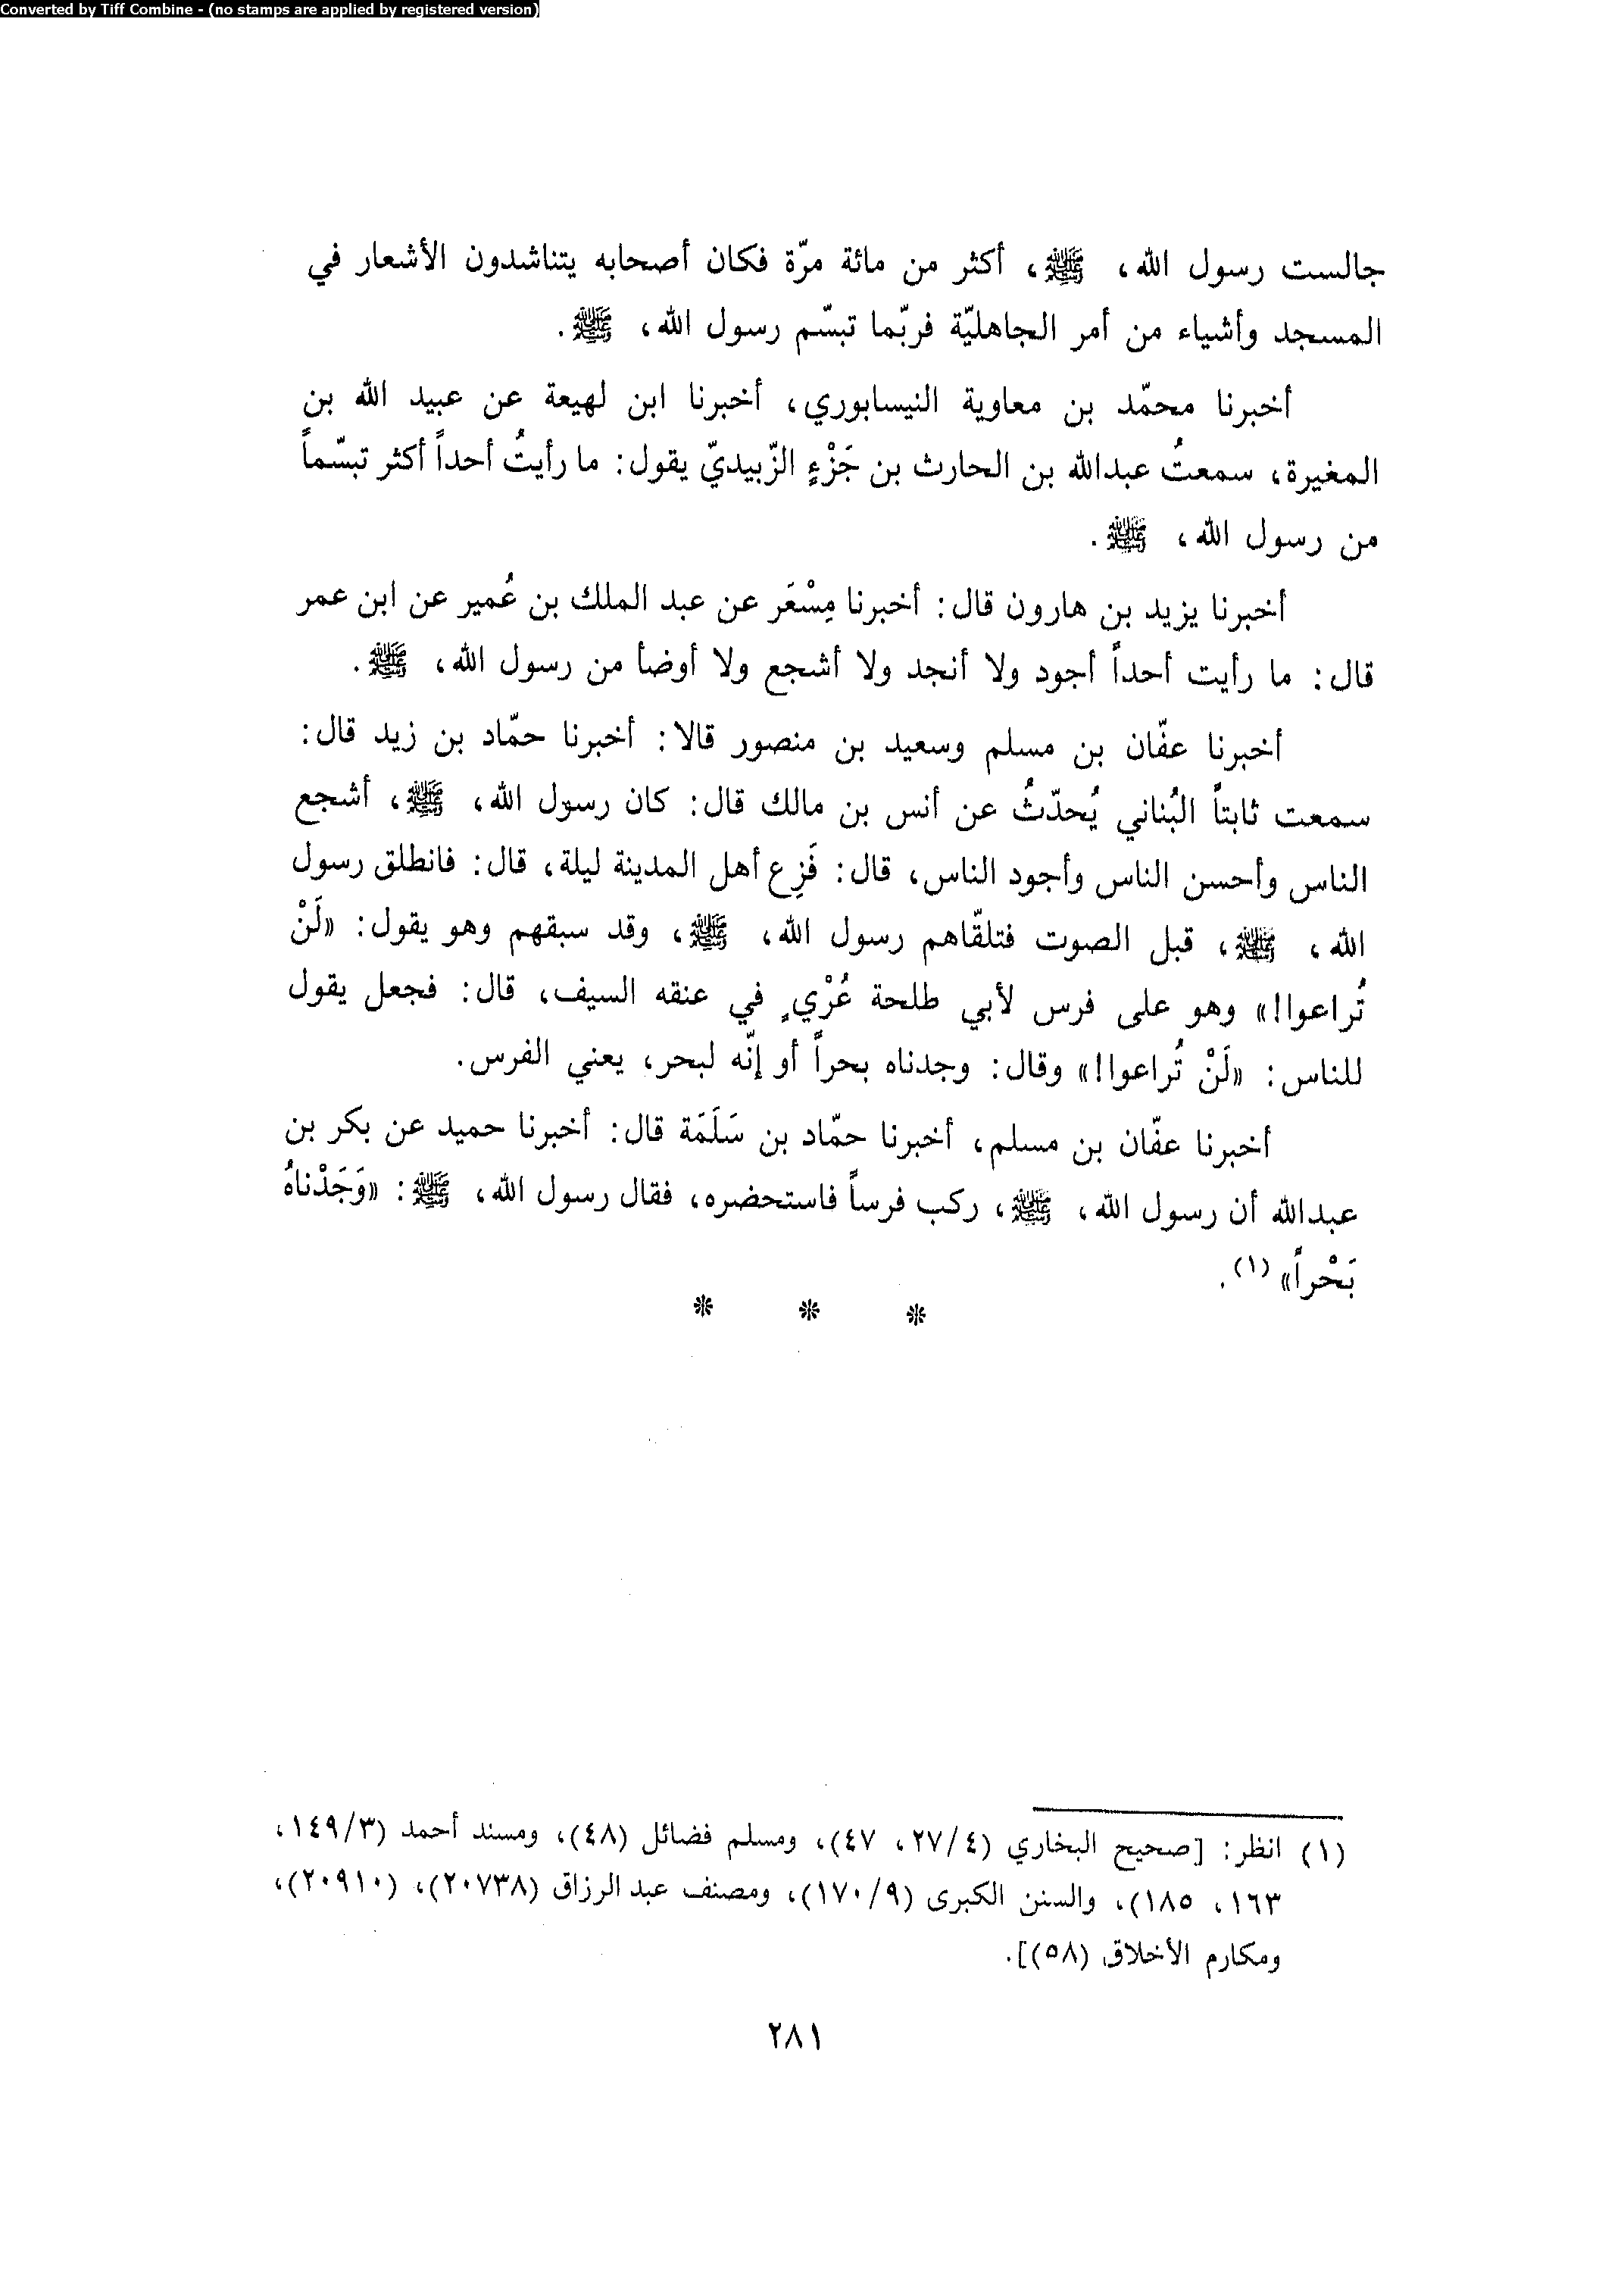 Converted by Tiff Combine - (no stamps are applied by registered version)
جالست رسول الله، ﷺ، أكثر من مائة مرّة فكان أصحابه يتناشدون الأشعار في
المسجد وأشياء من أمر الجاهليّة فربّما تبسّم رسول الله، ﷺ.
أخبرنا محمّد بن معاوية النيسابوري، أخبرنا ابن لهيعة عن عبيد الله بن
المغيرة، سمعتُ عبدالله بن الحارث بن جَزْءٍ الزّبيديّ يقول: ما رأيتُ أحداً أكثر تبسّماً
من رسول الله، ﷺ.
أخبرنا يزيد بن هارون قال: أخبرنا مِسْعَر عن عبد الملك بن عُمير عن ابن عمر
قال: ما رأيت أحداً أجود ولا أنجد ولا أشجع ولا أوضأ من رسول الله، ﷺ.
أخبرنا عفّان بن مسلم وسعيد بن منصور قالا: أخبرنا حمّاد بن زيد قال:
سمعت ثابتاً البُناني يُحدّثُ عن أنس بن مالك قال: كان رسول الله، ﷺ، أشجع
الناس وأحسن الناس وأجود الناس، قال: فَزِع أهل المدينة ليلة، قال: فانطلق رسول
الله، ﷺ، قبل الصوت فتلقّاهم رسول الله، ﷺ، وقد سبقهم وهو يقول: «لَنْ
تُراعوا!» وهو على فرس لأبي طلحة عُرْيٍ في عنقه السيف، قال: فجعل يقول
للناس: «لَنْ تُراعوا!» وقال: وجدناه بحراً أو إنّه لبحر، يعني الفرس.
أخبرنا عفّان بن مسلم، أخبرنا حمّاد بن سَلَمَة قال: أخبرنا حميد عن بكر بن
عبدالله أن رسول الله، ﷺ، ركب فرساً فاستحضره، فقال رسول الله، ﷺ: «وَجَدْناهُ
بَحْراً» (١).
* * *
(١) انظر: [صحيح البخاري (٢٧/٤، ٤٧)، ومسلم فضائل (٤٨)، ومسند أحمد (١٤٩/٣،
١٦٣، ١٨٥)، والسنن الكبرى (١٧٠/٩)، ومصنف عبد الرزاق (٢٠٧٣٨)، (٢٠٩١٠)،
ومكارم الأخلاق (٥٨)].
٢٨١